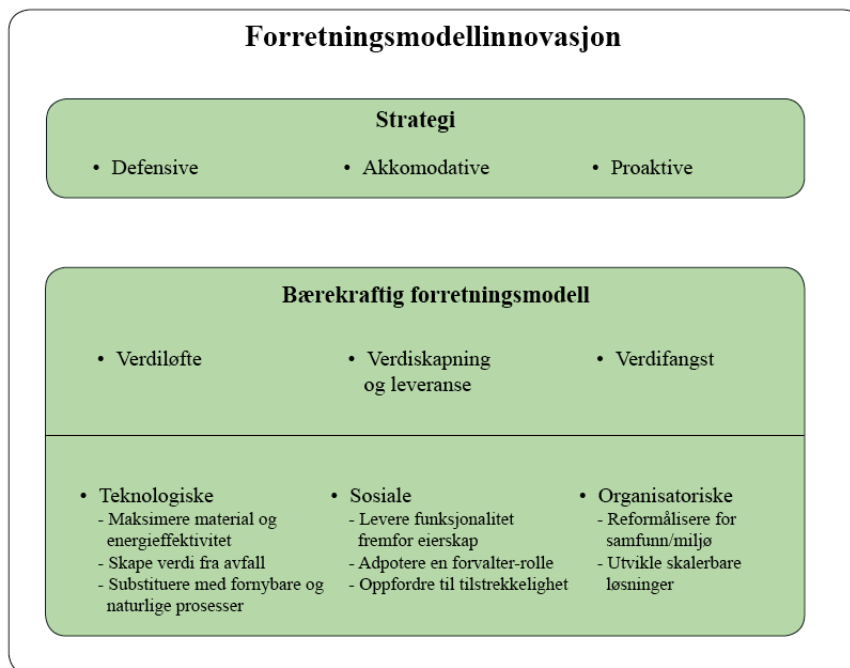 Forretningsmodellinnovasjon
Strategi
• Defensive
• Akkomodative
• Proaktive
Bærekraftig forretningsmodell
• Verdiløfte
• Verdiskapning
og leveranse
• Verdifangst
• Teknologiske
- Maksimere material og
energieffektivitet
- Skape verdi fra avfall
- Substituere med fornybare og
naturlige prosesser
• Sosiale
- Levere funksjonalitet
fremfor eierskap
- Adpotere en forvalter-rolle
- Oppfordre til tilstrekkelighet
• Organisatoriske
- Reformålisere for
samfunn/miljø
- Utvikle skalerbare
løsninger